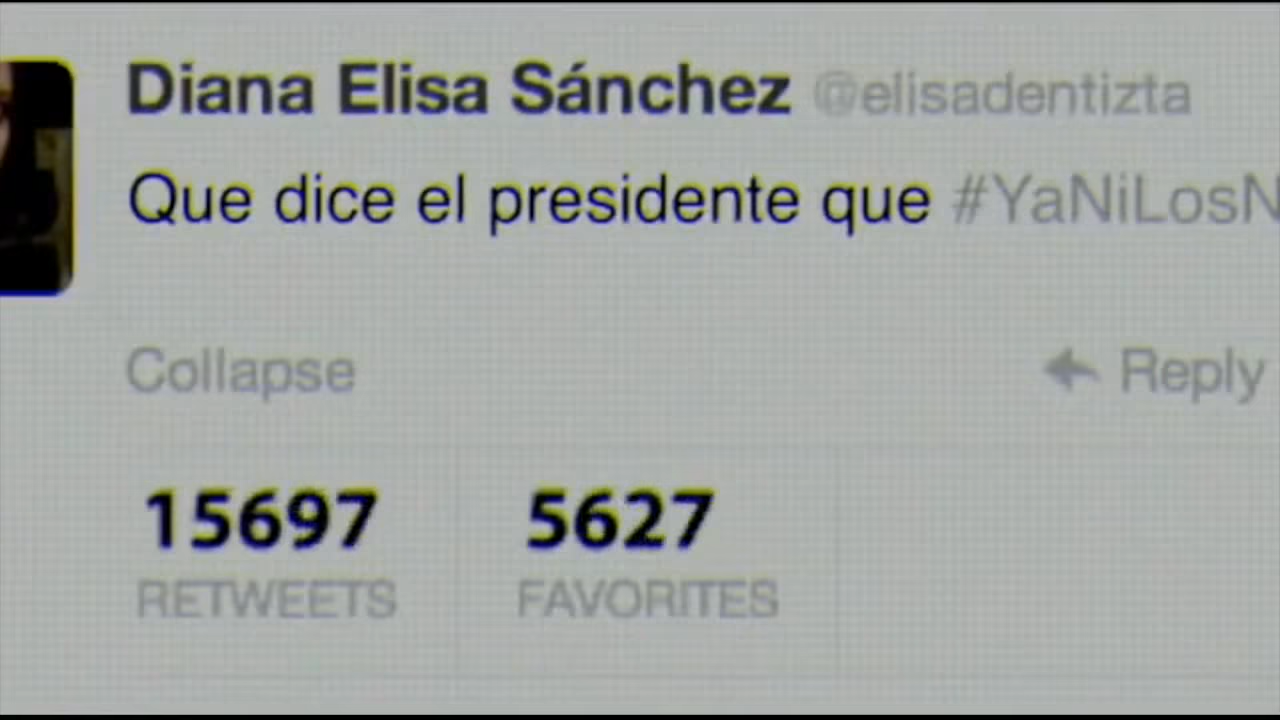 Diana Elisa Sánchez @elisadentizta
Que dice el presidente que #YaNiLosN
Collapse
Reply
15697 5627
RETWEETS FAVORITES